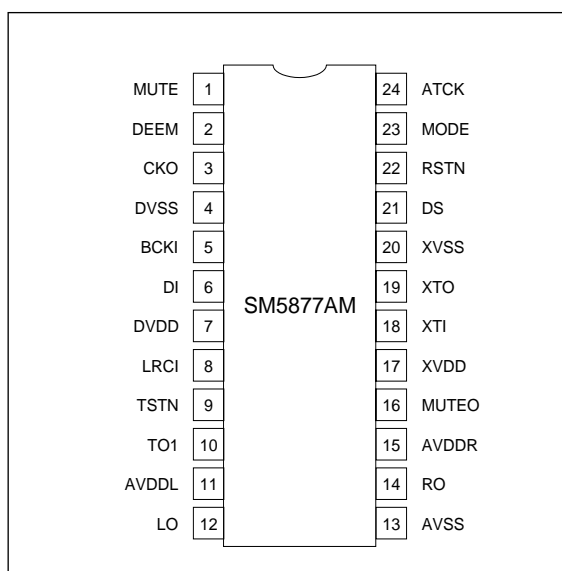 MUTE 1 24 ATCK
DEEM 2 23 MODE
CKO 3 22 RSTN
DVSS 4 21 DS
BCKI 5 20 XVSS
DI 6 19 XTO
SM5877AM
DVDD 7 18 XTI
LRCI 8 17 XVDD
TSTN 9 16 MUTEO
TO1 10 15 AVDDR
AVDDL 11 14 RO
LO 12 13 AVSS